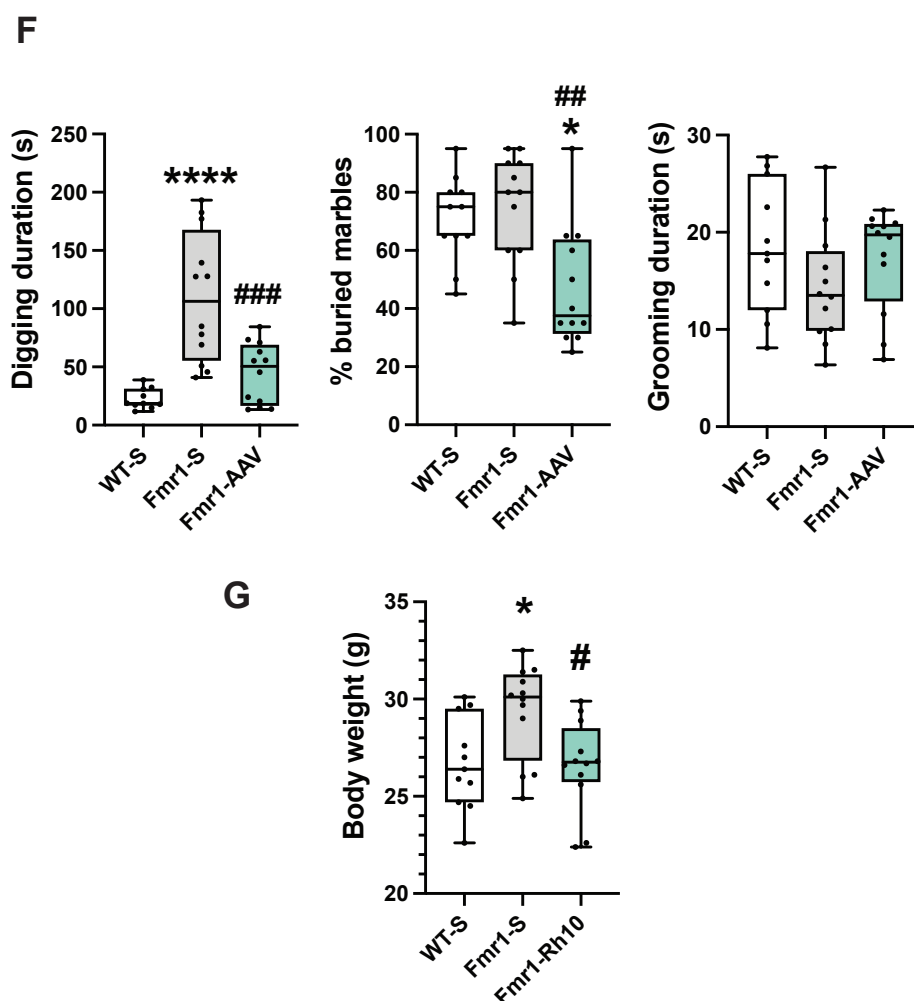 F
Digging duration (s)
250
200
150
100
50
0
****
###
WT-S
Fmr1-S
Fmr1-AAV
% buried marbles
100
80
60
40
20
0
##
*
WT-S
Fmr1-S
Fmr1-AAV
Grooming duration (s)
30
20
10
0
WT-S
Fmr1-S
Fmr1-AAV
G
Body weight (g)
35
30
25
20
*
#
WT-S
Fmr1-S
Fmr1-Rh10